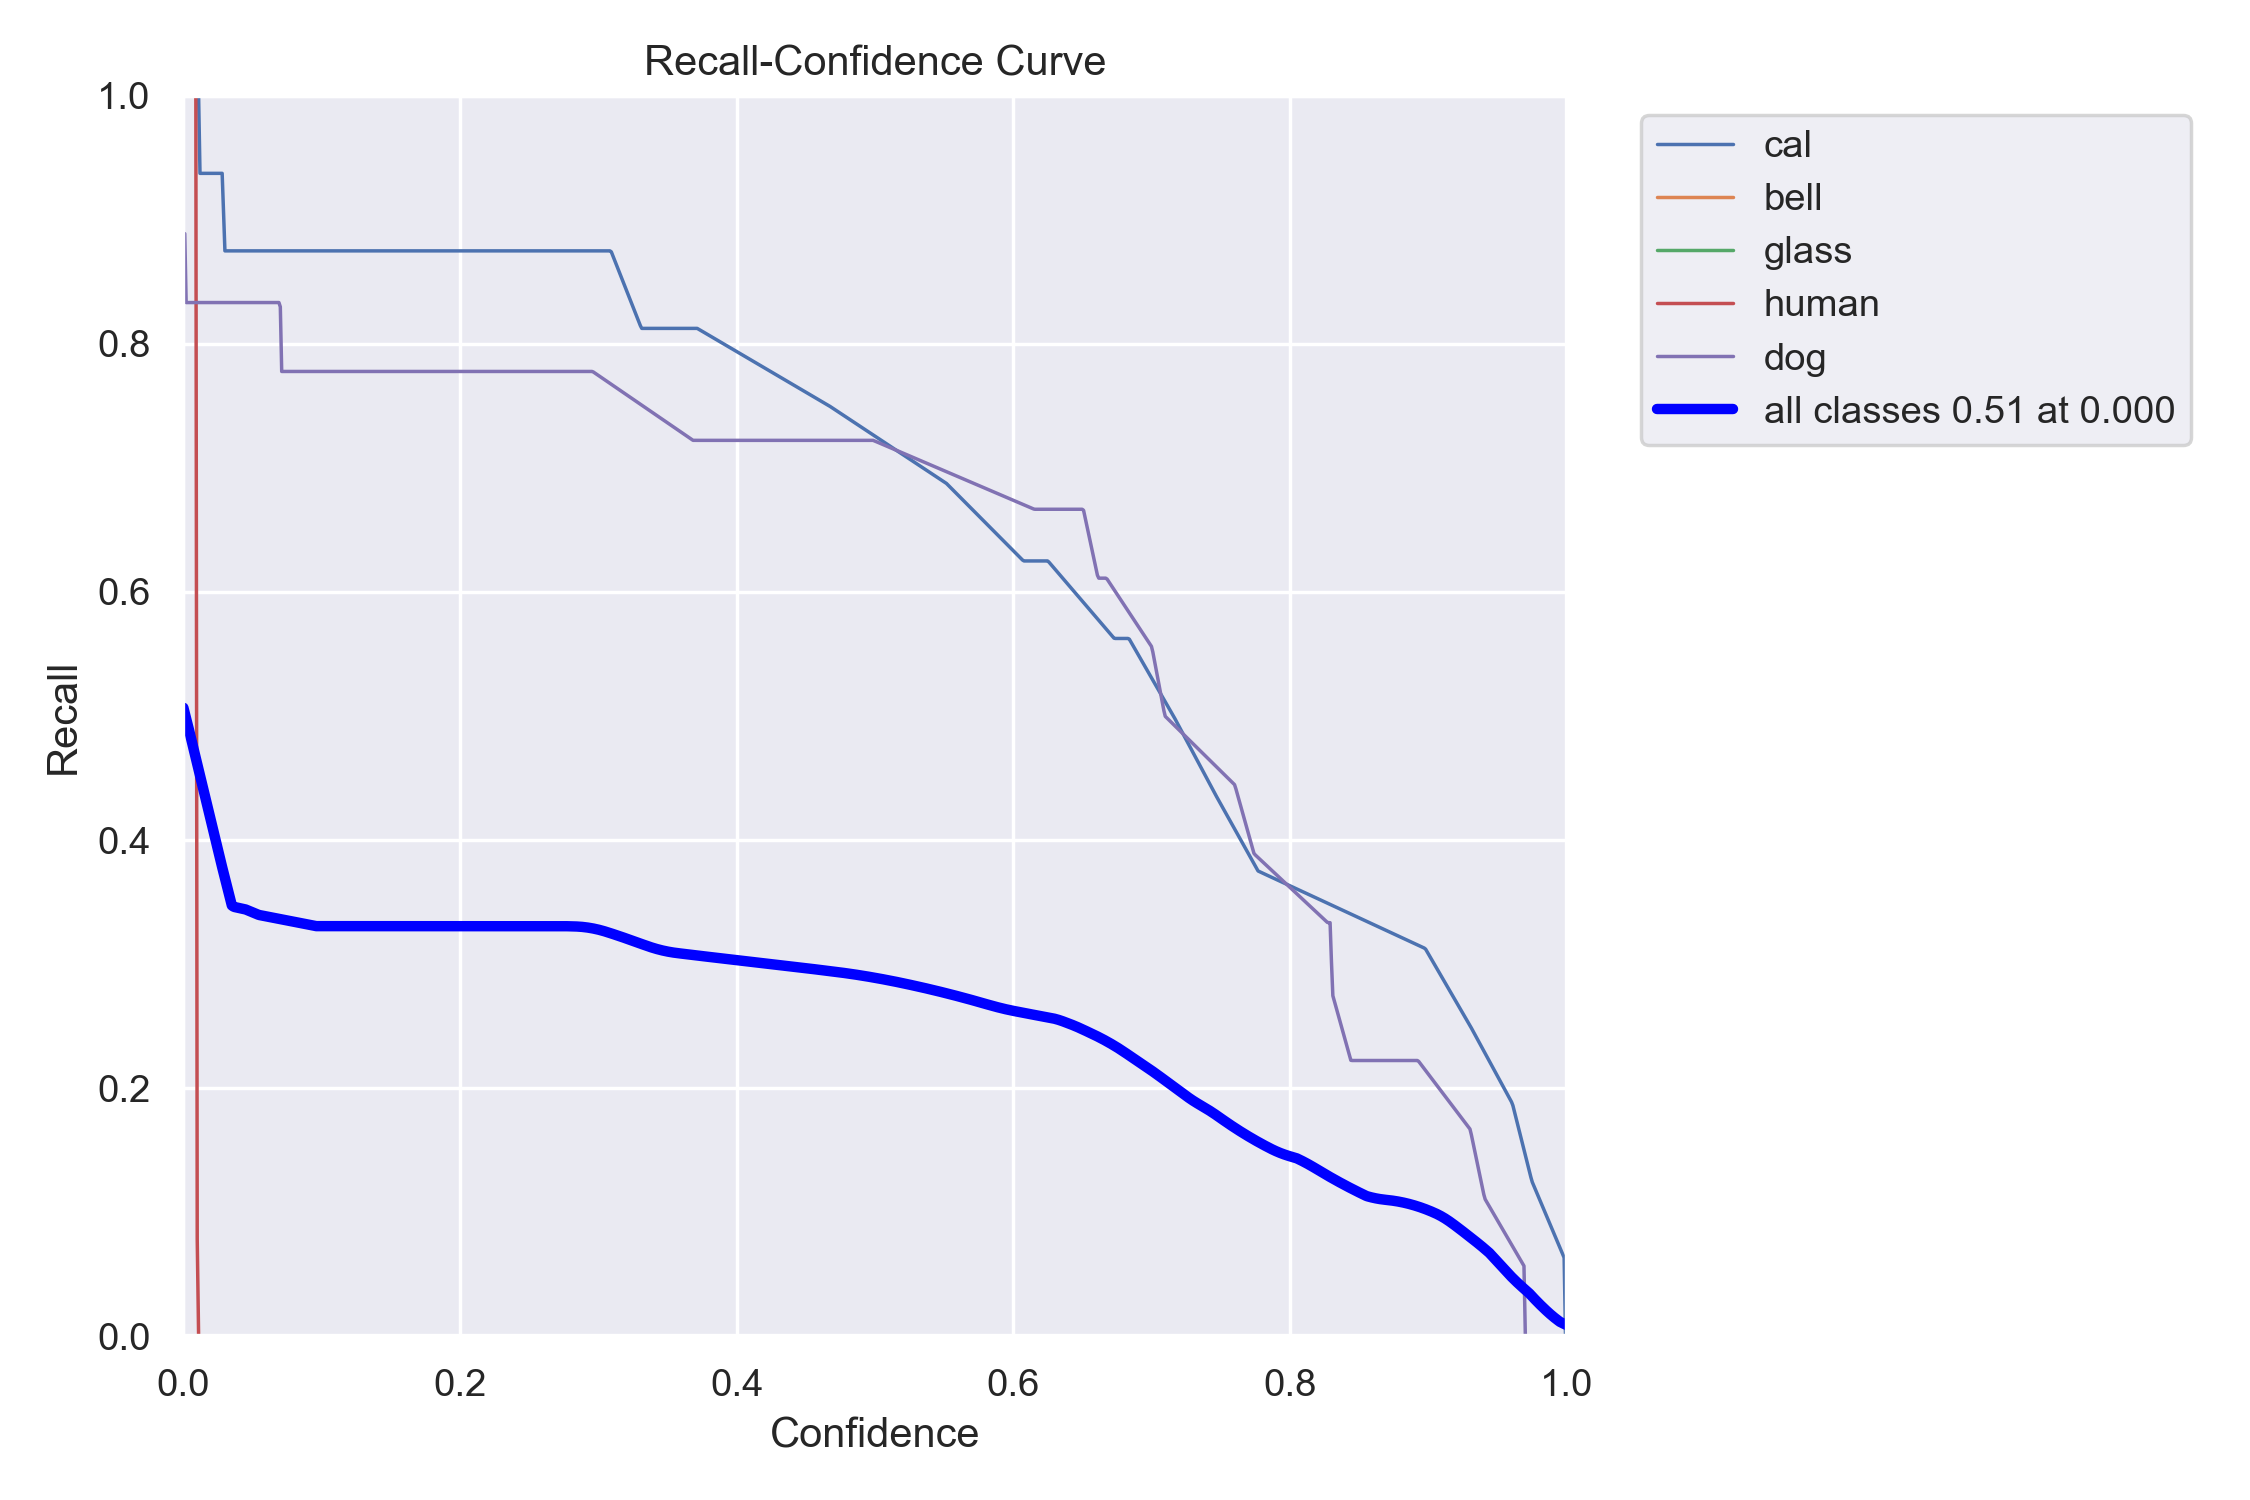 Recall-Confidence Curve
1.0
0.8
0.6
0.4
0.2
0.0
Recall
0.0 0.2 0.4 0.6 0.8 1.0
Confidence
cal
bell
glass
human
dog
all classes 0.51 at 0.000